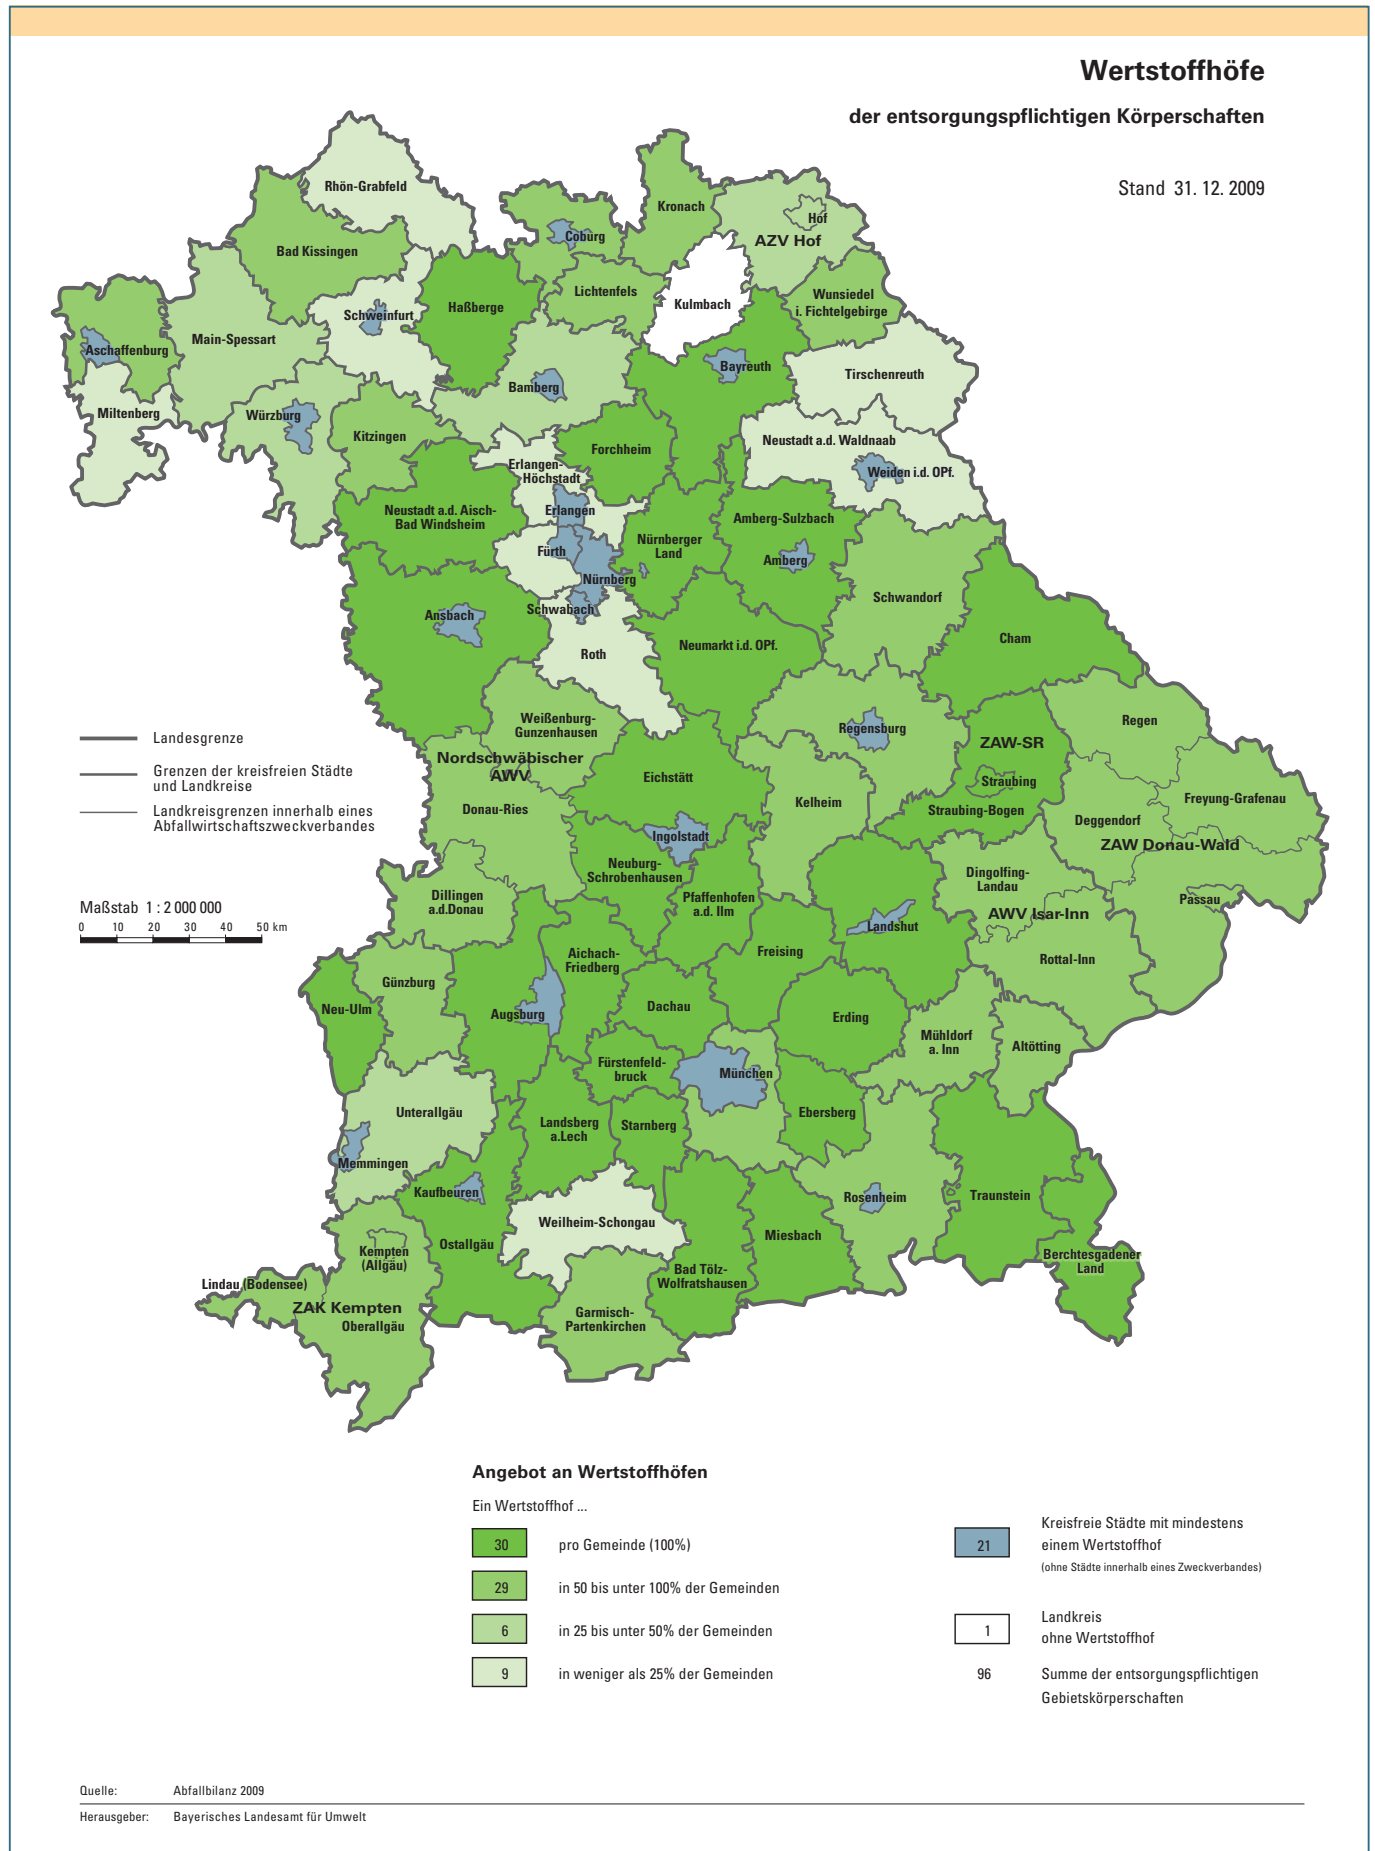 Wertstoffhöfe
der entsorgungspflichtigen Körperschaften
Stand 31. 12. 2009
Rhön-Grabfeld
Kronach
Hof
AZV Hof
Coburg
Bad Kissingen
Lichtenfels
Kulmbach
Wunsiedel
i. Fichtelgebirge
Haßberge
Schweinfurt
Main-Spessart
Aschaffenburg
Bayreuth
Tirschenreuth
Bamberg
Miltenberg
Würzburg
Kitzingen
Forchheim
Neustadt a.d. Waldnaab
Weiden i.d. OPf.
Erlangen-
Höchstadt
Erlangen
Neustadt a.d. Aisch-
Bad Windsheim
Amberg-Sulzbach
Nürnberger
Land
Fürth
Amberg
Nürnberg
Schwandorf
Schwabach
Ansbach
Cham
Neumarkt i.d. OPf.
Roth
Weißenburg-
Gunzenhausen
Regensburg
Regen
ZAW-SR
Straubing
Straubing-Bogen
Landesgrenze
Grenzen der kreisfreien Städte
und Landkreise
Landkreisgrenzen innerhalb eines
Abfallwirtschaftszweckverbandes
Nordschwäbischer
AWV
Donau-Ries
Eichstätt
Kelheim
Freyung-Grafenau
Deggendorf
ZAW Donau-Wald
Ingolstadt
Neuburg-
Schrobenhausen
Dingolfing-
Landau
Dillingen
a.d.Donau
Pfaffenhofen
a.d. Ilm
Passau
AWV Isar-Inn
Landshut
Maßstab 1 : 2 000 000
0 10 20 30 40 50 km
Aichach-
Friedberg
Freising
Rottal-Inn
Günzburg
Neu-Ulm
Augsburg
Dachau
Erding
Mühldorf
a. Inn
Altötting
Fürstenfeld-
bruck
München
Unterallgäu
Landsberg
a.Lech
Starnberg
Ebersberg
Memmingen
Kaufbeuren
Rosenheim
Traunstein
Weilheim-Schongau
Miesbach
Ostallgäu
Kempten
(Allgäu)
Berchtesgadener
Land
Bad Tölz-
Wolfratshausen
Lindau (Bodensee)
ZAK Kempten
Oberallgäu
Garmisch-
Partenkirchen
Angebot an Wertstoffhöfen
Ein Wertstoffhof ...
30 pro Gemeinde (100%)
29 in 50 bis unter 100% der Gemeinden
6 in 25 bis unter 50% der Gemeinden
9 in weniger als 25% der Gemeinden
Kreisfreie Städte mit mindestens
21 einem Wertstoffhof
(ohne Städte innerhalb eines Zweckverbandes)
Landkreis
1 ohne Wertstoffhof
96 Summe der entsorgungspflichtigen
Gebietskörperschaften
Quelle: Abfallbilanz 2009
Herausgeber: Bayerisches Landesamt für Umwelt